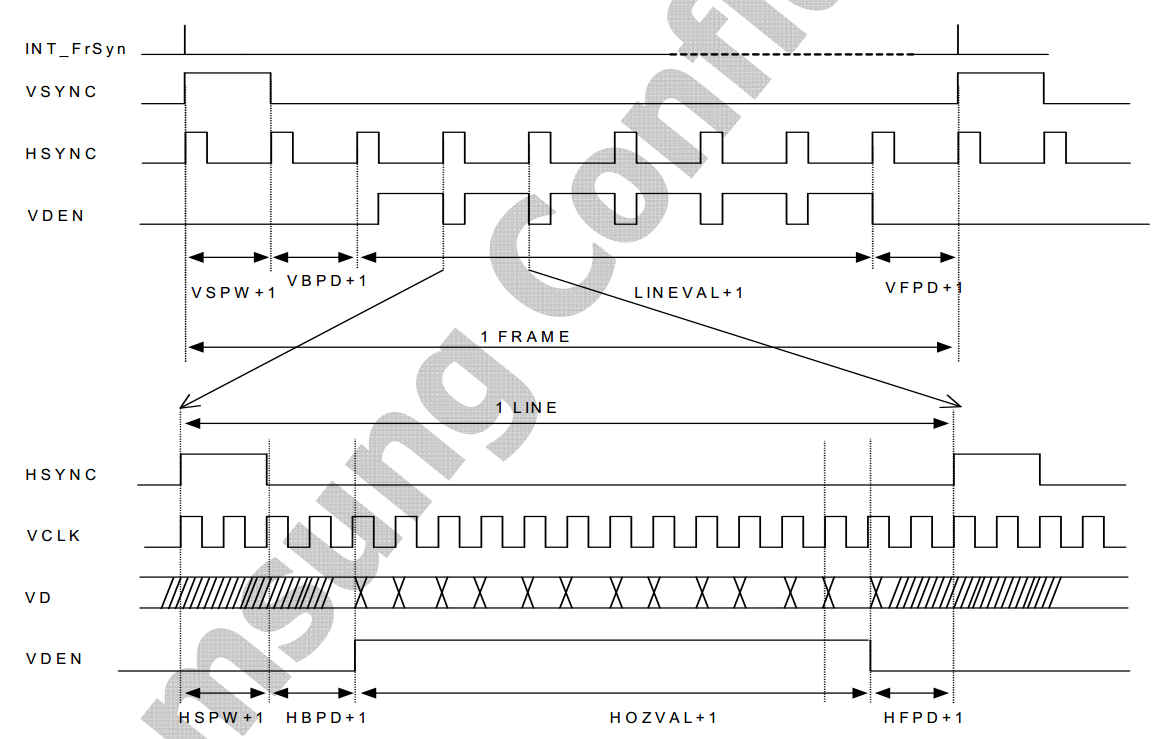 INT_FrSyn
VSYNC
HSYNC
VDEN
VSPW+1
VBPD+1
LINEVAL+1
VFPD+1
1 FRAME
1 LINE
HSYNC
VCLK
VD
VDEN
HSPW+1
HBPD+1
HOZVAL+1
HFPD+1
msung Confid